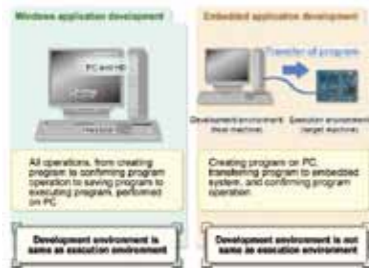 Windows application development
PC and HD
All operations, from creating
program to confirming program
operation to saving program to
executing program, performed
on PC
Development environment is
same as execution environment
Embedded application development
Transfer of program
Development environment
(host machine)
Execution environment
(target machine)
Creating program on PC,
transferring program to embedded
system, and confirming program
operation
Development environment is not
same as execution environment